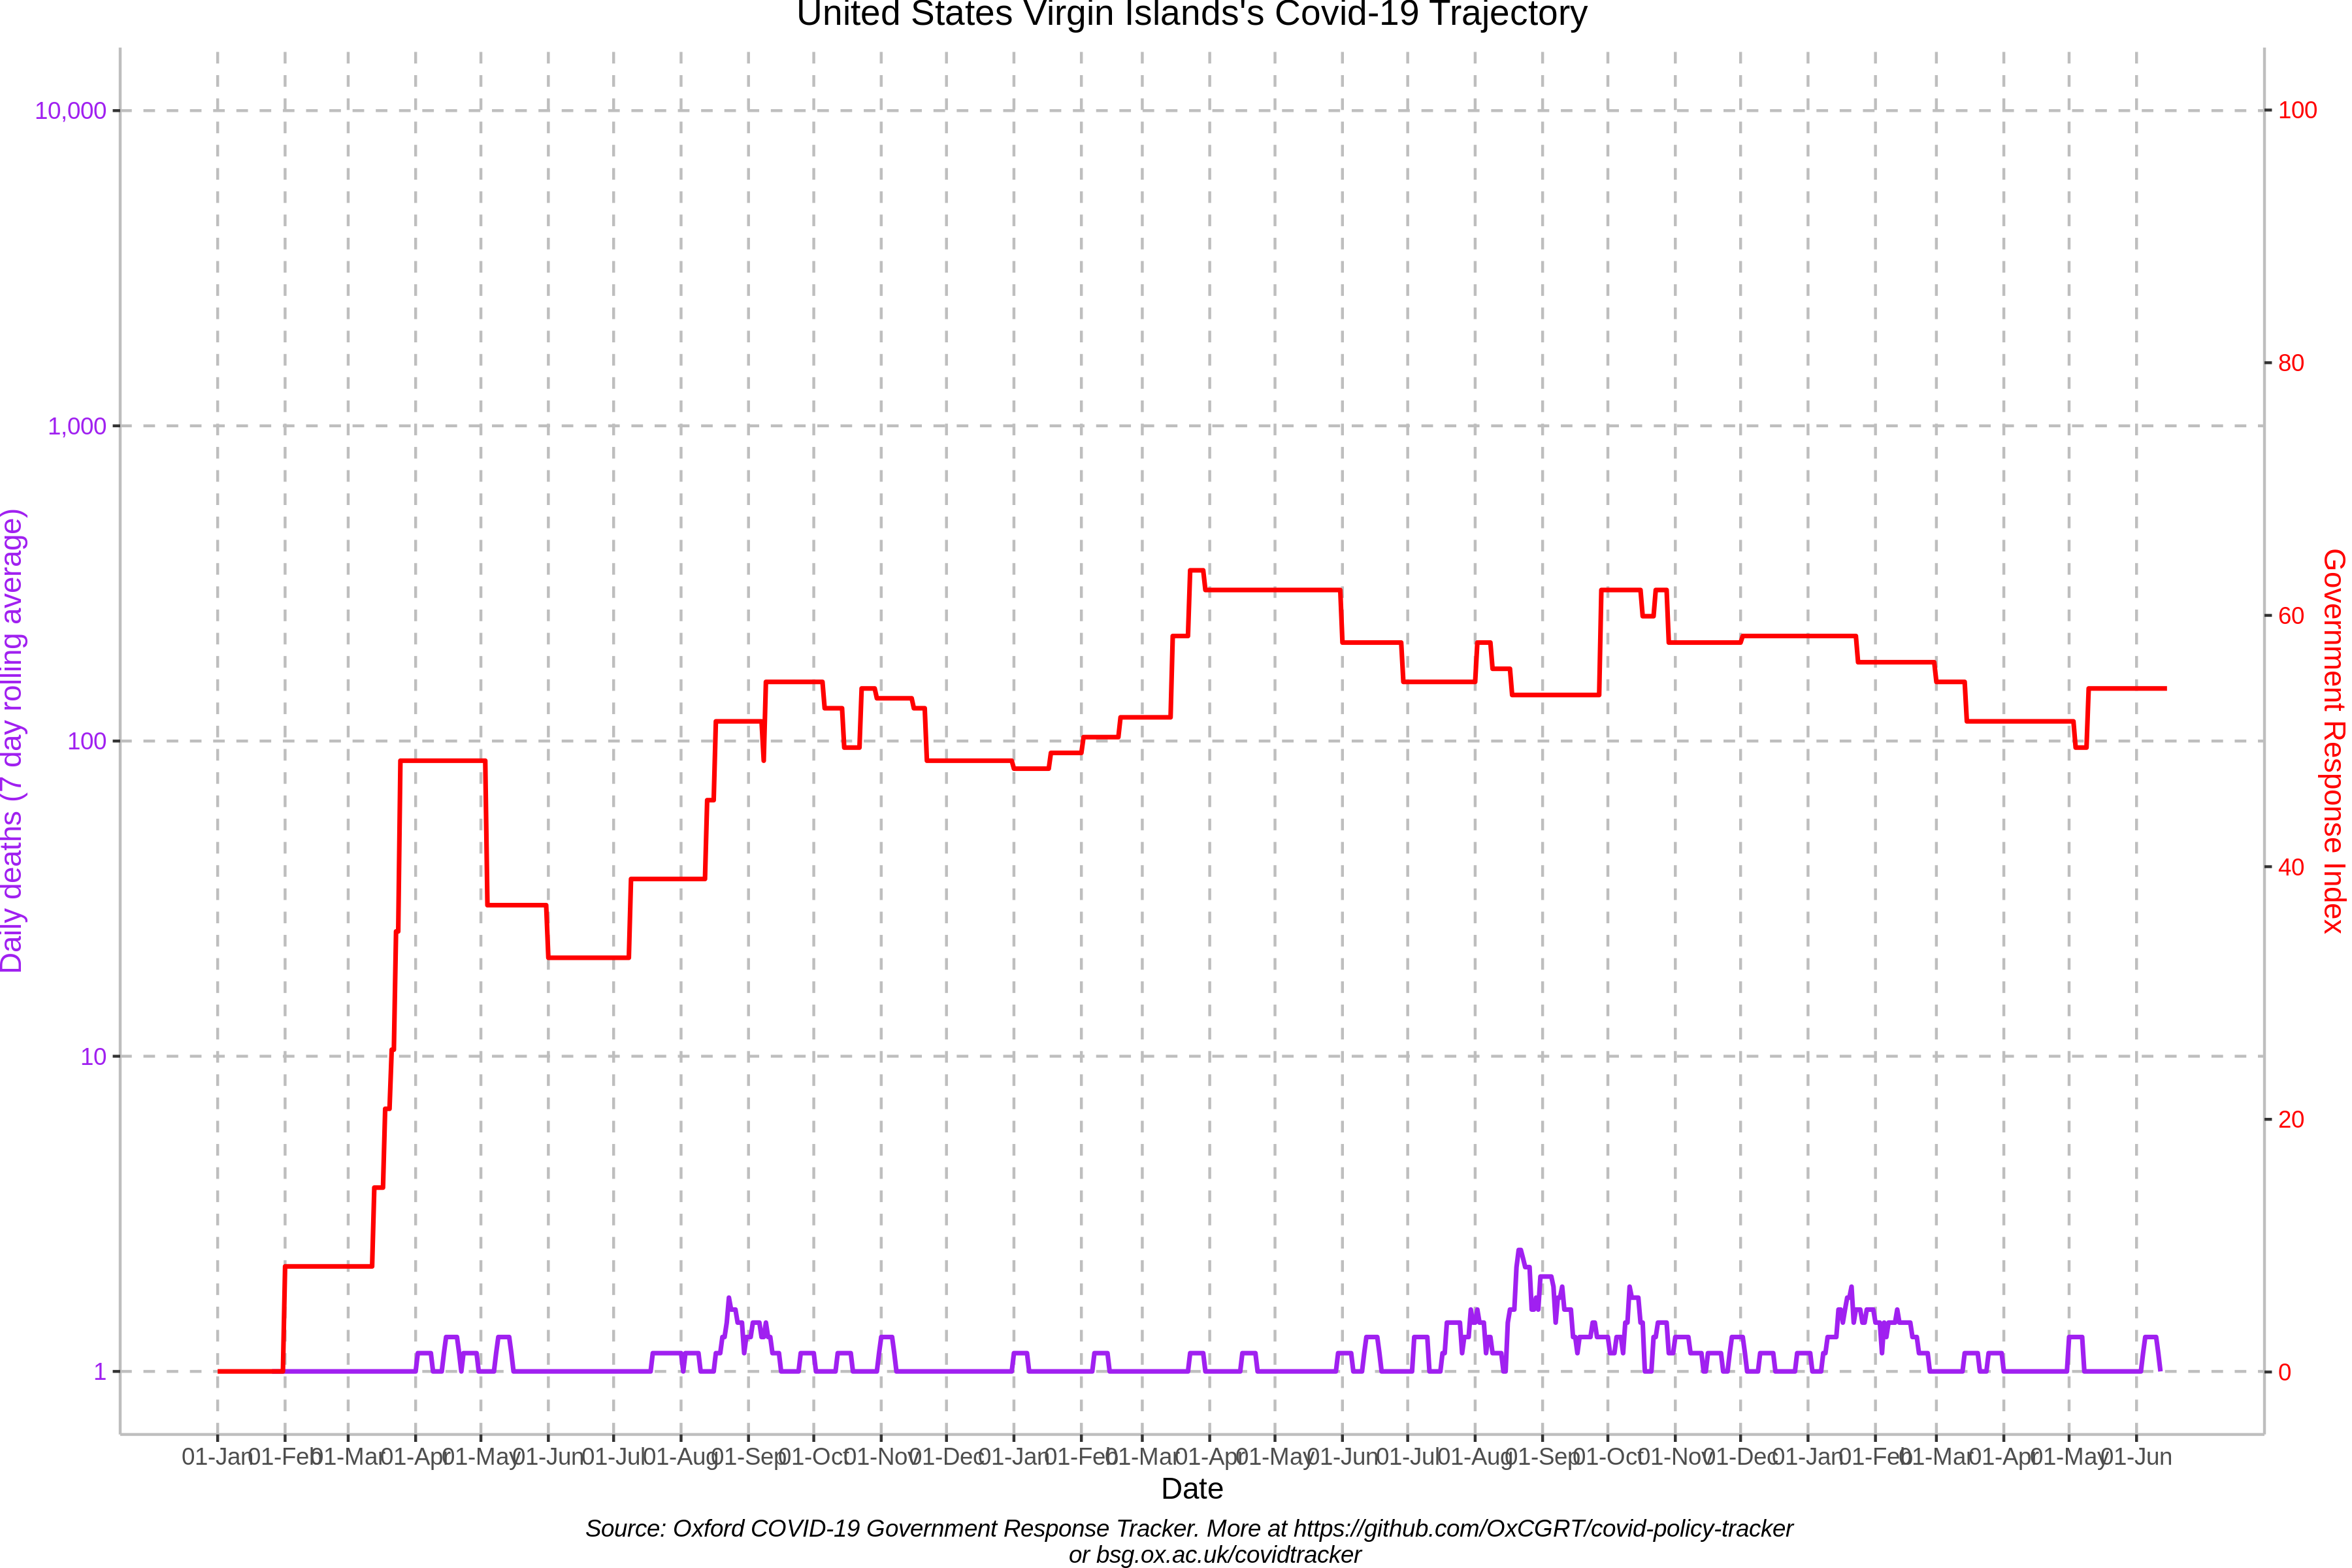 United States Virgin Islands's Covid-19 Trajectory
10,000
1,000
100
10
1
Daily deaths (7 day rolling average)
100
80
60
40
20
0
Government Response Index
01-Jan 01-Feb 01-Mar 01-Apr 01-May 01-Jun 01-Jul 01-Aug 01-Sep 01-Oct 01-Nov 01-Dec 01-Jan 01-Feb 01-Mar 01-Apr 01-May 01-Jun 01-Jul 01-Aug 01-Sep 01-Oct 01-Nov 01-Dec 01-Jan 01-Feb 01-Mar 01-Apr 01-May 01-Jun
Date
Source: Oxford COVID-19 Government Response Tracker. More at https://github.com/OxCGRT/covid-policy-tracker
or bsg.ox.ac.uk/covidtracker